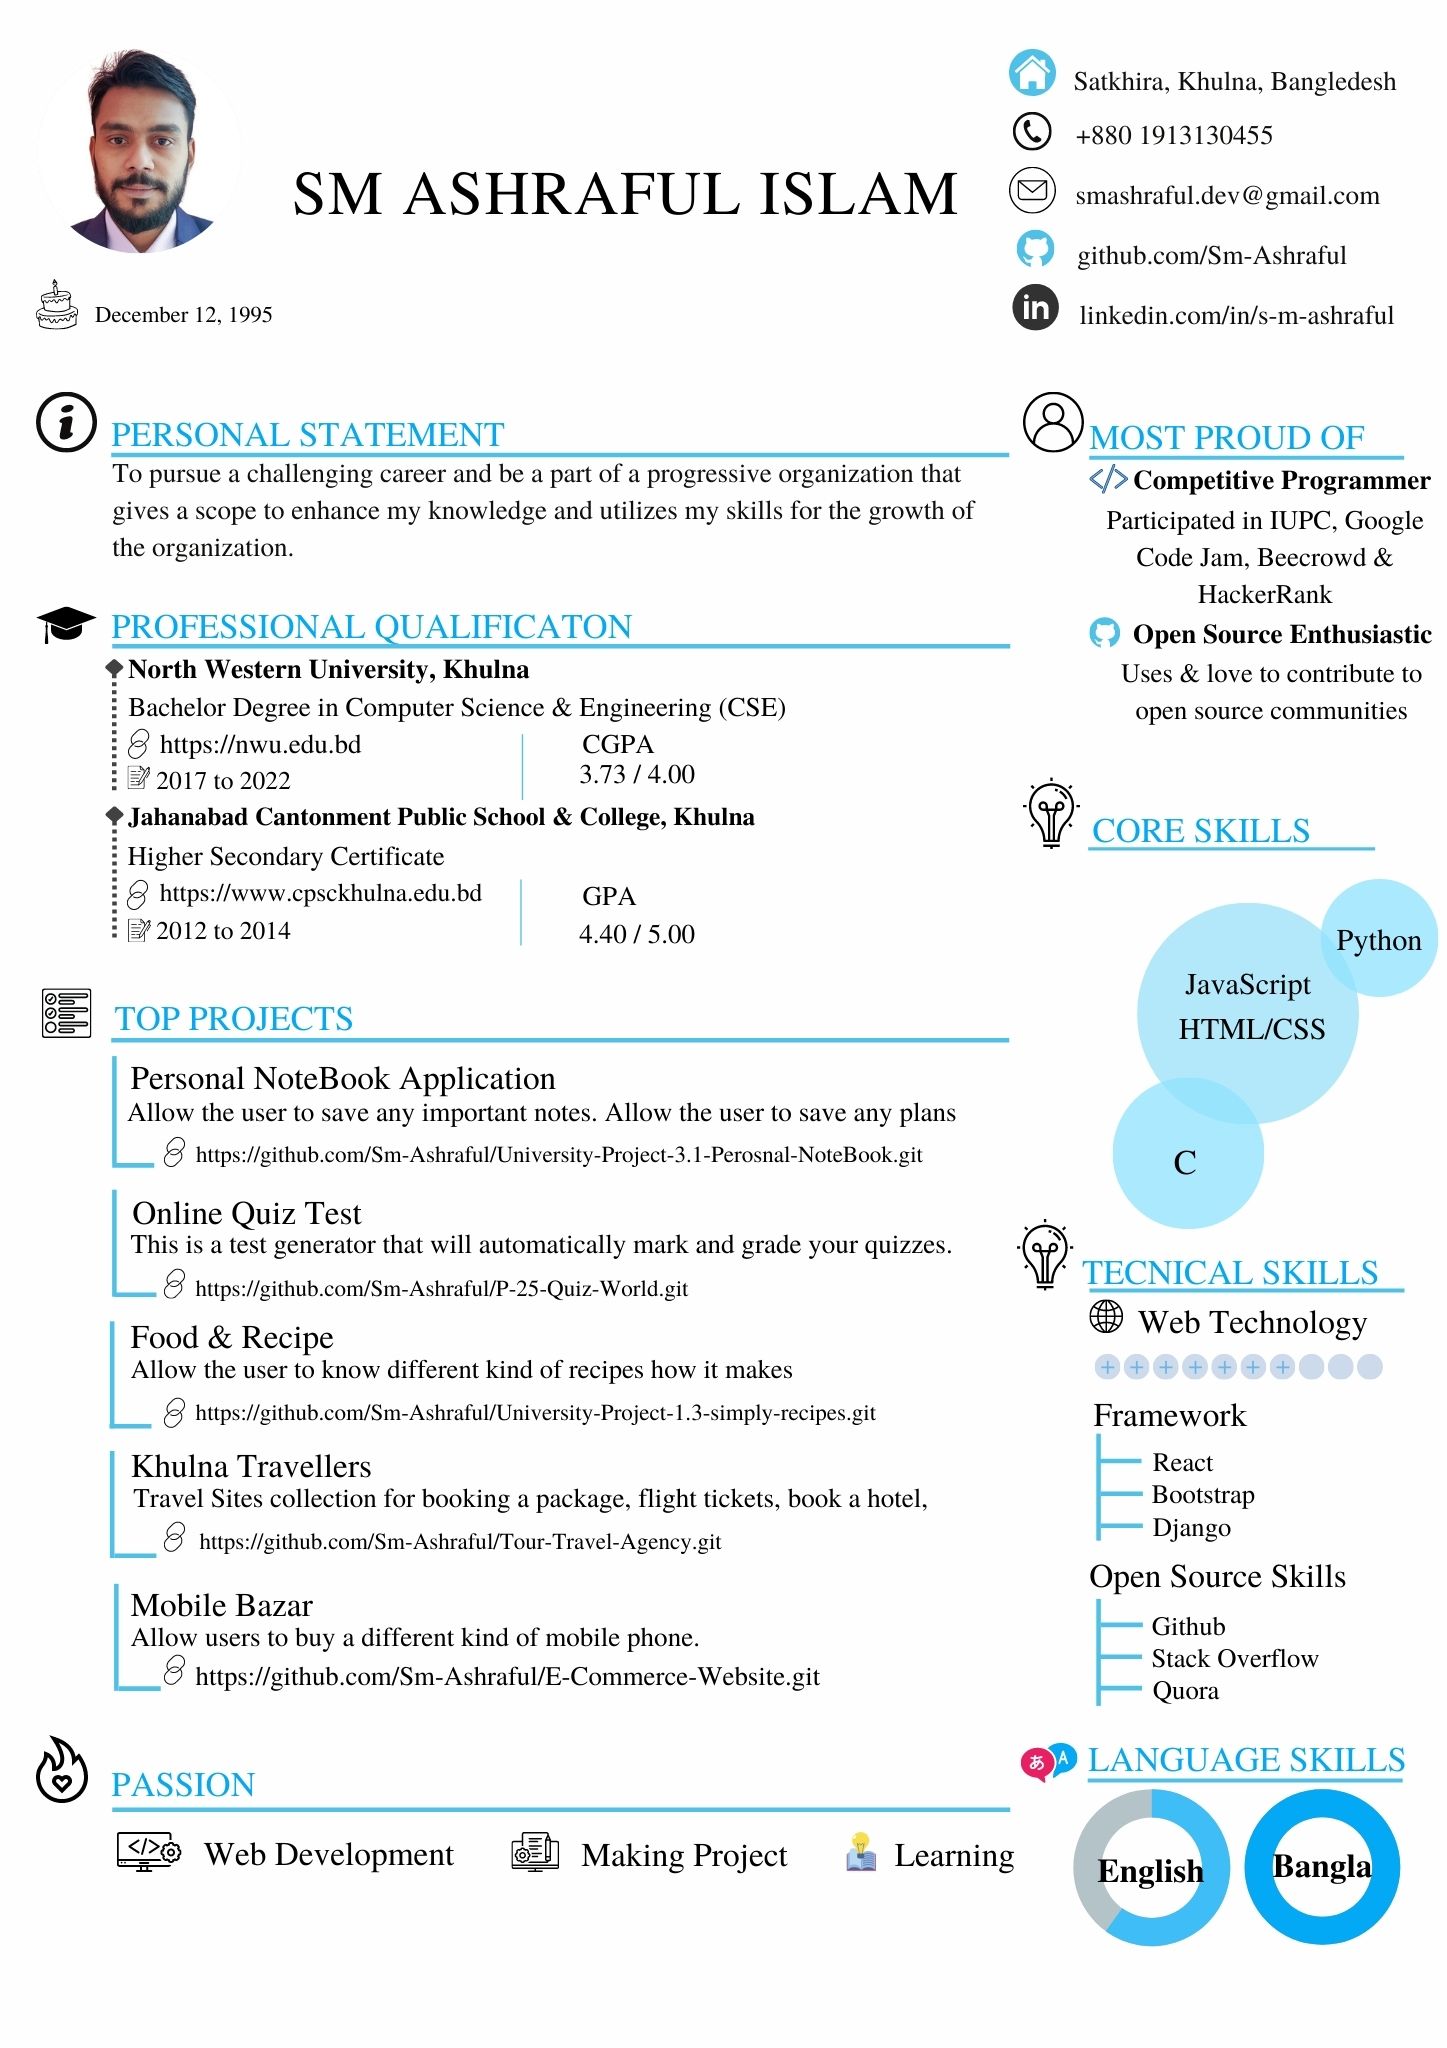 SM ASHRAFUL ISLAM
December 12, 1995
Satkhira, Khulna, Bangledesh
+880 1913130455
smashraful.dev@gmail.com
github.com/Sm-Ashraful
in
linkedin.com/in/s-m-ashraful
i
PERSONAL STATEMENT
To pursue a challenging career and be a part of a progressive organization that
gives a scope to enhance my knowledge and utilizes my skills for the growth of
the organization.
PROFESSIONAL QUALIFICATON
North Western University, Khulna
Bachelor Degree in Computer Science & Engineering (CSE)
https://nwu.edu.bd
2017 to 2022
CGPA
3.73 / 4.00
Jahanabad Cantonment Public School & College, Khulna
Higher Secondary Certificate
https://www.cpsckhulna.edu.bd
2012 to 2014
GPA
4.40 / 5.00
TOP PROJECTS
Personal NoteBook Application
Allow the user to save any important notes. Allow the user to save any plans
https://github.com/Sm-Ashraful/University-Project-3.1-Perosnal-NoteBook.git
Online Quiz Test
This is a test generator that will automatically mark and grade your quizzes.
https://github.com/Sm-Ashraful/P-25-Quiz-World.git
Food & Recipe
Allow the user to know different kind of recipes how it makes
https://github.com/Sm-Ashraful/University-Project-1.3-simply-recipes.git
Khulna Travellers
Travel Sites collection for booking a package, flight tickets, book a hotel,
https://github.com/Sm-Ashraful/Tour-Travel-Agency.git
Mobile Bazar
Allow users to buy a different kind of mobile phone.
https://github.com/Sm-Ashraful/E-Commerce-Website.git
PASSION
</>
Web Development
Making Project
Learning
MOST PROUD OF
</> Competitive Programmer
Participated in IUPC, Google
Code Jam, Beecrowd &
HackerRank
Open Source Enthusiastic
Uses & love to contribute to
open source communities
CORE SKILLS
Python
JavaScript
HTML/CSS
C
TECNICAL SKILLS
Web Technology
+ + + + + + +
Framework
React
Bootstrap
Django
Open Source Skills
Github
Stack Overflow
Quora
あ A
LANGUAGE SKILLS
English
Bangla